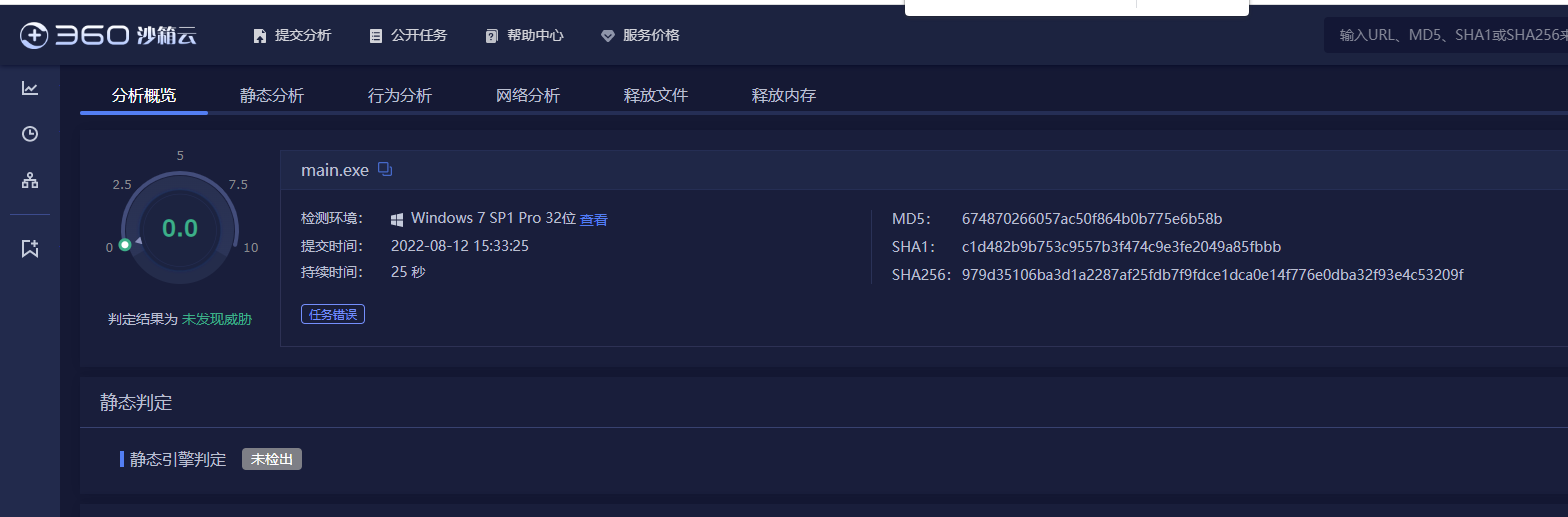 360 沙箱云 提交分析 公开任务 帮助中心 服务价格 输入URL、MD5、SHA1或SHA256来
分析概览 静态分析 行为分析 网络分析 释放文件 释放内存
5
2.5 7.5
0.0
0 10
判定结果为 未发现威胁
main.exe
检测环境： Windows 7 SP1 Pro 32位 查看
提交时间： 2022-08-12 15:33:25
持续时间： 25 秒
任务错误
MD5： 674870266057ac50f864b0b775e6b58b
SHA1： c1d482b9b753c9557b3f474c9e3fe2049a85fbbb
SHA256： 979d35106ba3d1a2287af25fdb7f9fdce1dca0e14f776e0dba32f93e4c53209f
静态判定
静态引擎判定 未检出